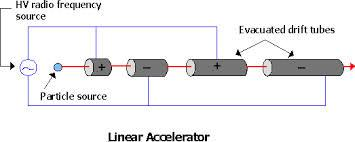 HV radio frequency
source
Evacuated drift tubes
+
–
+
–
Particle source
Linear Accelerator